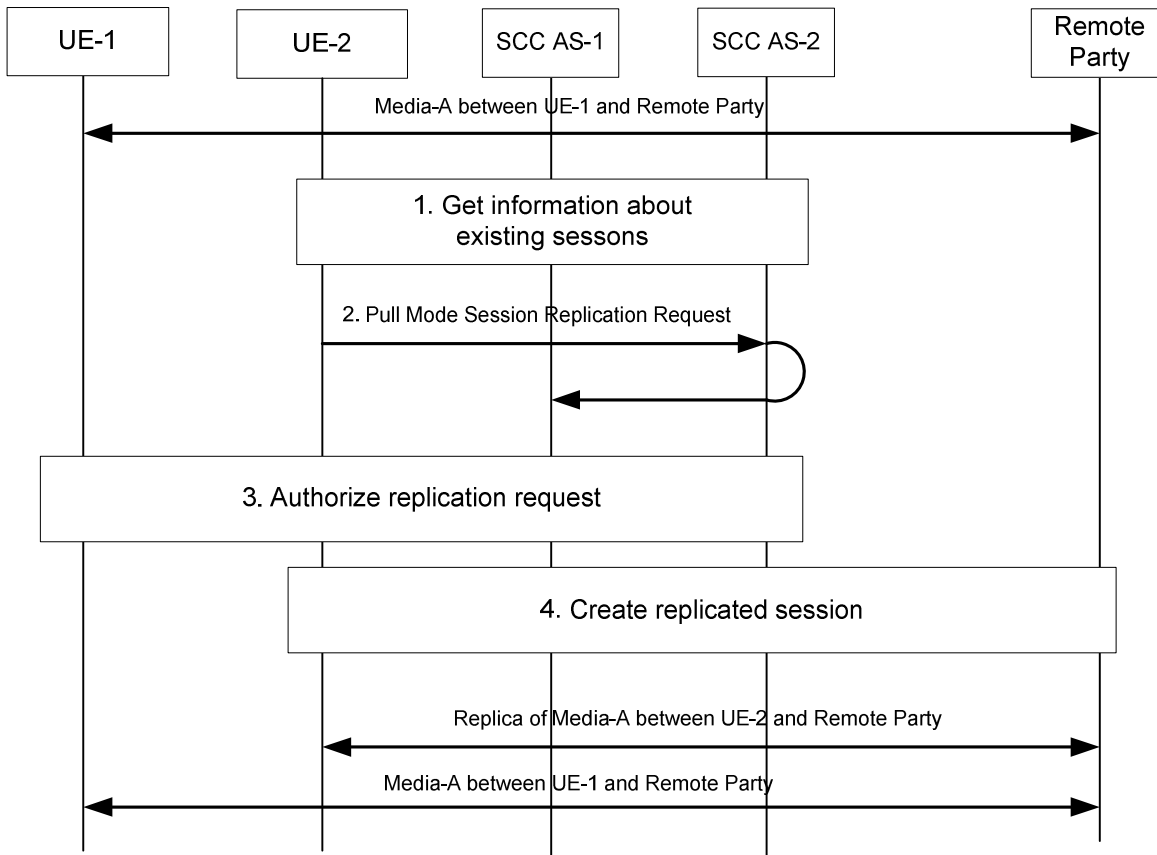 UE-1
UE-2
SCC AS-1
SCC AS-2
Remote
Party
Media-A between UE-1 and Remote Party
1. Get information about
existing sessons
2. Pull Mode Session Replication Request
3. Authorize replication request
4. Create replicated session
Replica of Media-A between UE-2 and Remote Party
Media-A between UE-1 and Remote Party